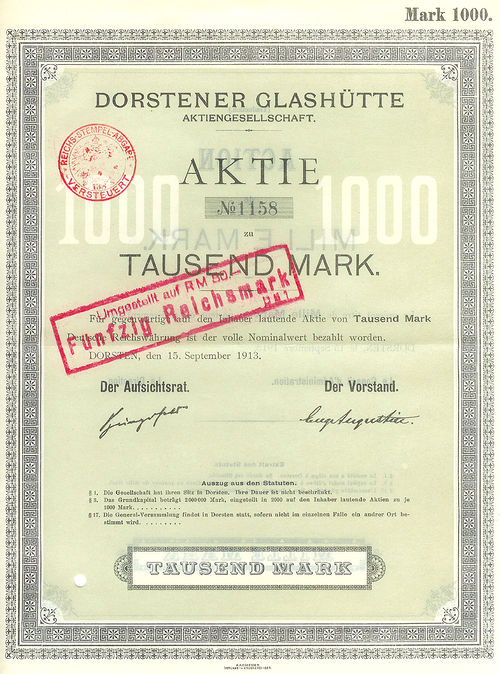 Mark 1000.
DORSTENER GLASHÜTTE
AKTIENGESELLSCHAFT.
REICHS-STEMPEL-ABGABE
VERSTEUERT
AKTIE
1000 1000
№ 1158
zu
TAUSEND MARK.
Umgestellt auf RM 50.—
Fünfzig Reichsmark
Für gegenwärtige auf den Inhaber lautende Aktie von Tausend Mark
Deutsche Reichswährung ist der volle Nominalwert bezahlt worden.
DORSTEN, den 15. September 1913.
Der Aufsichtsrat. Der Vorstand.
Auszug aus den Statuten.
§ 1. Die Gesellschaft hat ihren Sitz in Dorsten. Ihre Dauer ist nicht beschränkt.
§ 3. Das Grundkapital beträgt 2000000 Mark, eingeteilt in 2000 auf den Inhaber lautende Aktien zu je
1000 Mark. . . . . . . . . . .
§ 17. Die General-Versammlung findet in Dorsten statt, sofern nicht im einzelnen Falle ein andrer Ort be-
stimmt wird. . . . . . . . .
TAUSEND MARK